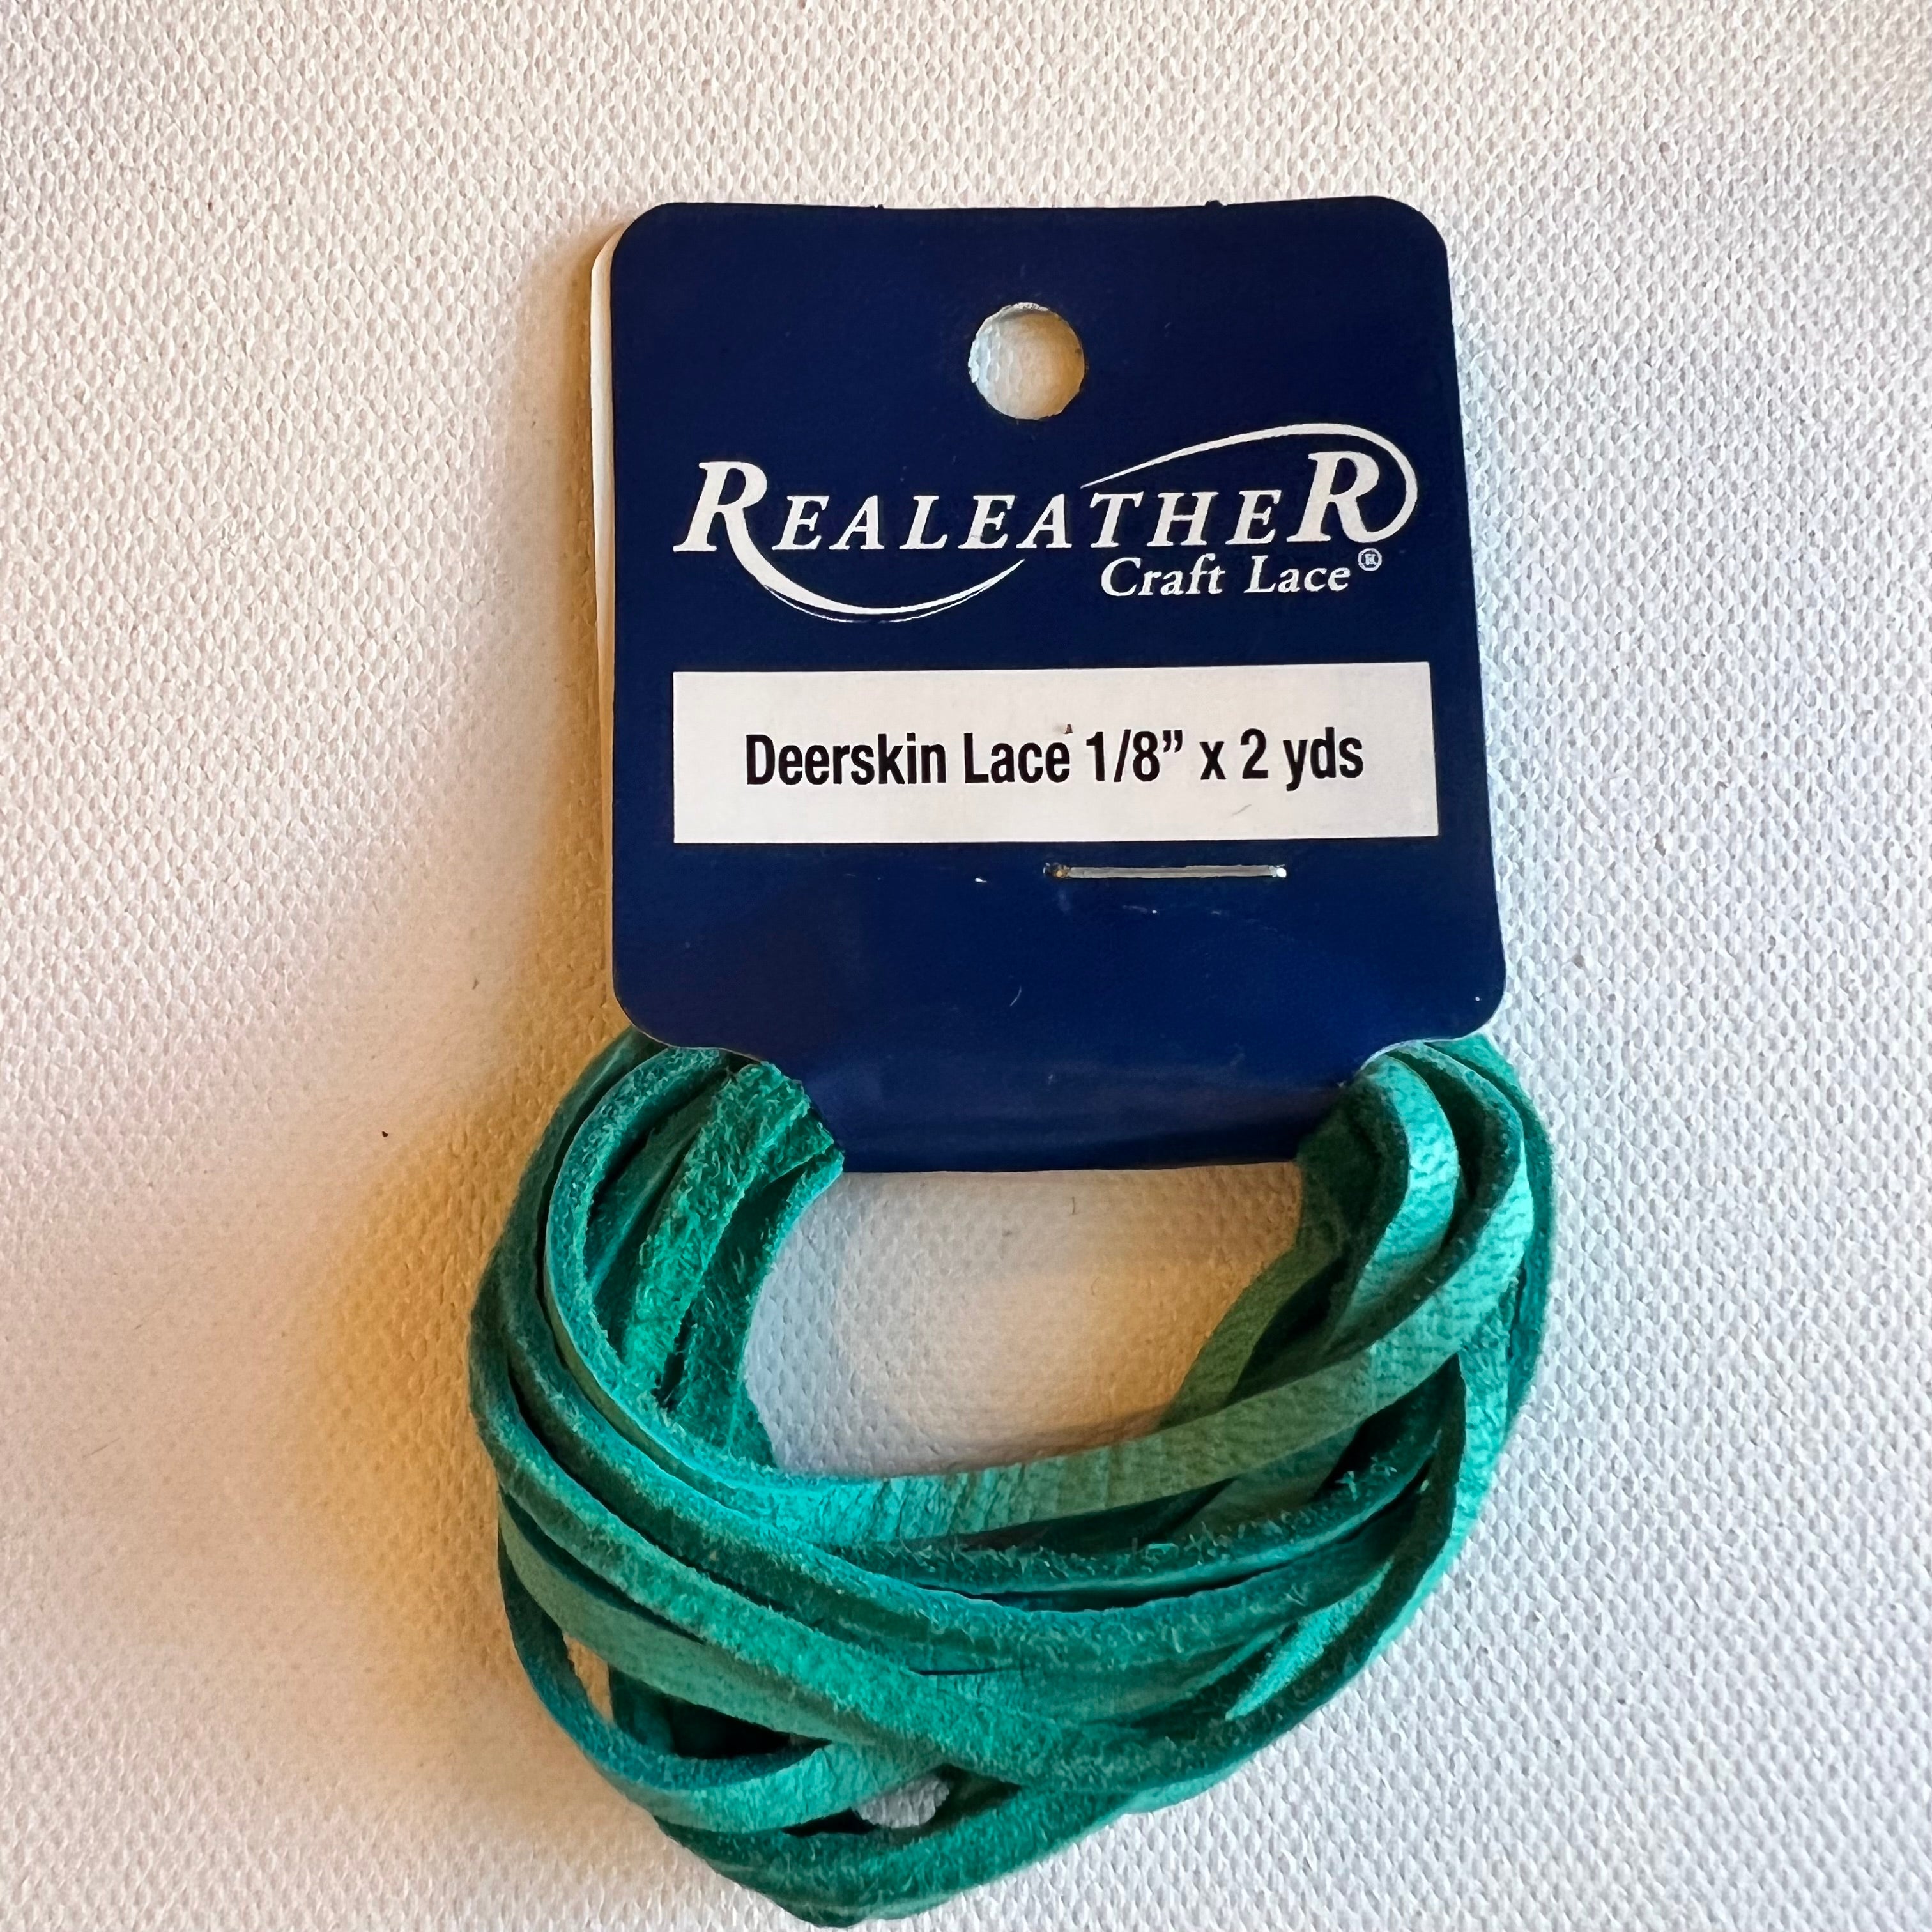 REALEATHER
Craft Lace®
Deerskin Lace 1/8” x 2 yds